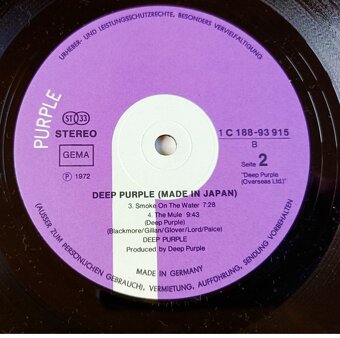 URHEBER- UND LEISTUNGSSCHUTZRECHTE, BESONDERS VERVIELFÄLTIGUNG
PURPLE
ST 33
STEREO
GEMA
Ⓟ 1972
1 C 188-93 915
B
Seite 2
"Deep Purple
(Overseas Ltd.)"
DEEP PURPLE (MADE IN JAPAN)
3. Smoke On The Water 7:28
4. The Mule 9:43
(Deep Purple)
(Blackmore/Gillan/Glover/Lord/Paice)
DEEP PURPLE
Produced by Deep Purple
MADE IN GERMANY
(AUSSER ZUM PERSÖNLICHEN GEBRAUCH), VERMIETUNG, AUFFÜHRUNG, SENDUNG VORBEHALTEN